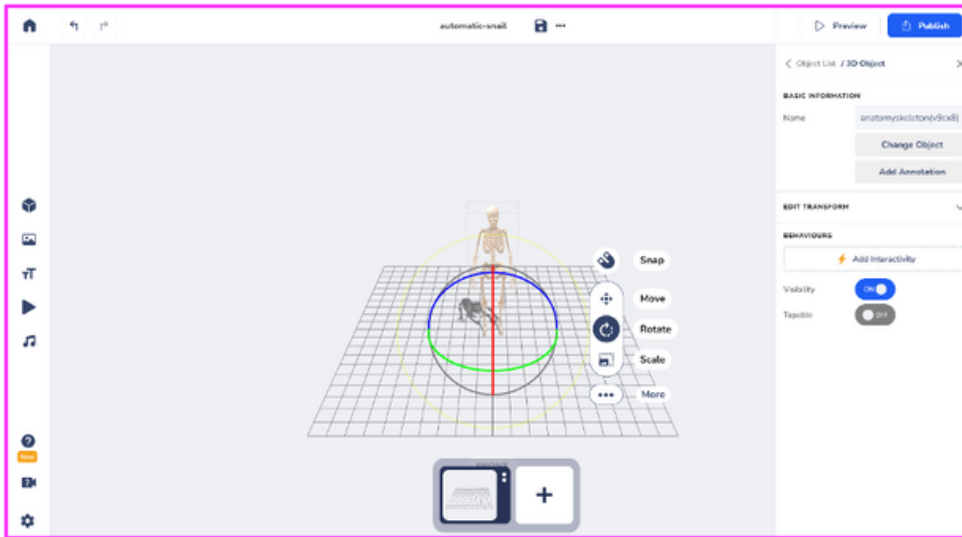 automatic-snail
Preview
Publish
Object List / 3D Object
BASIC INFORMATION
Name
anatomyskeleton(v9cx8)
Change Object
Add Annotation
EDIT TRANSFORM
BEHAVIOURS
Add Interactivity
Visibility
ON
Tapable
OFF
TT
Snap
Move
Rotate
Scale
More
New